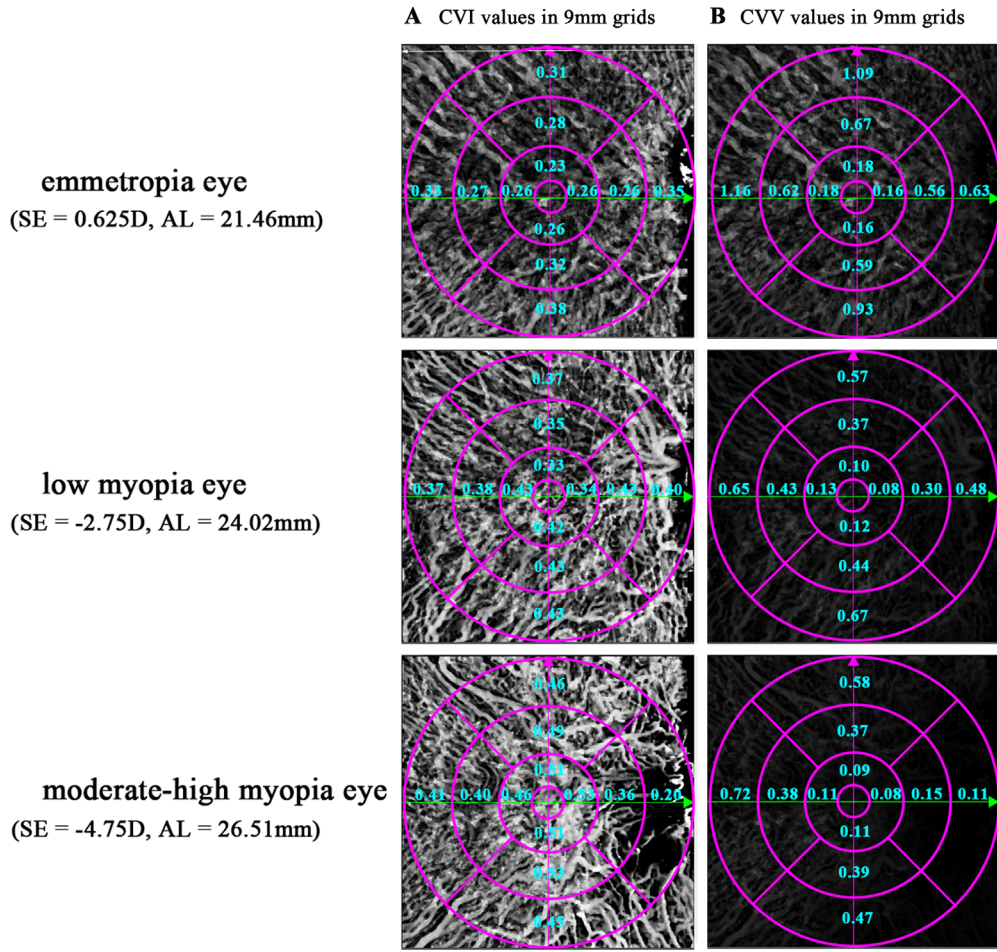 A CVI values in 9mm grids
B CVV values in 9mm grids
emmetropia eye
(SE = 0.625D, AL = 21.46mm)
0.31
0.28
0.23
0.33 0.27 0.26 0.26 0.26 0.35
0.26
0.32
0.38
1.09
0.67
0.18
1.16 0.62 0.18 0.16 0.56 0.63
0.16
0.59
0.93
low myopia eye
(SE = -2.75D, AL = 24.02mm)
0.37
0.35
0.33
0.37 0.38 0.43 0.34 0.42 0.40
0.42
0.43
0.43
0.57
0.37
0.10
0.65 0.43 0.13 0.08 0.30 0.48
0.12
0.44
0.67
moderate-high myopia eye
(SE = -4.75D, AL = 26.51mm)
0.46
0.49
0.51
0.41 0.40 0.46 0.53 0.36 0.20
0.51
0.53
0.45
0.58
0.37
0.09
0.72 0.38 0.11 0.08 0.15 0.11
0.11
0.39
0.47